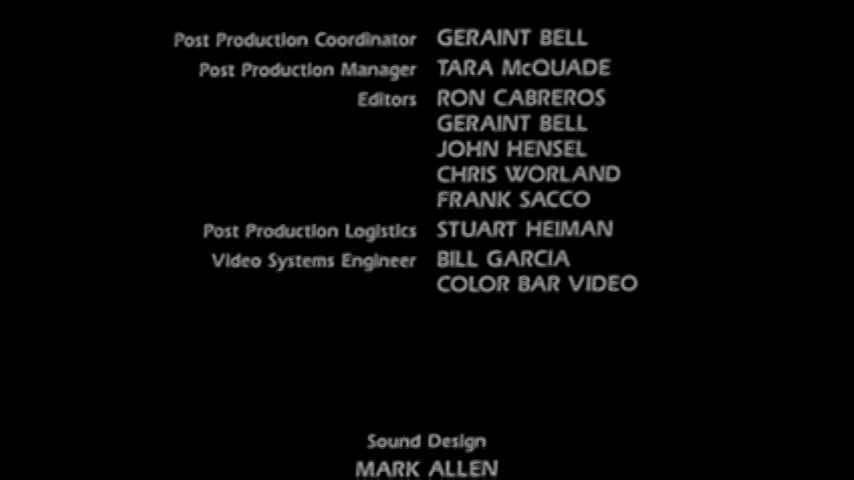 Post Production Coordinator GERAINT BELL
Post Production Manager TARA McQUADE
Editors RON CABREROS
GERAINT BELL
JOHN HENSEL
CHRIS WORLAND
FRANK SACCO
Post Production Logistics STUART HEIMAN
Video Systems Engineer BILL GARCIA
COLOR BAR VIDEO
Sound Design
MARK ALLEN